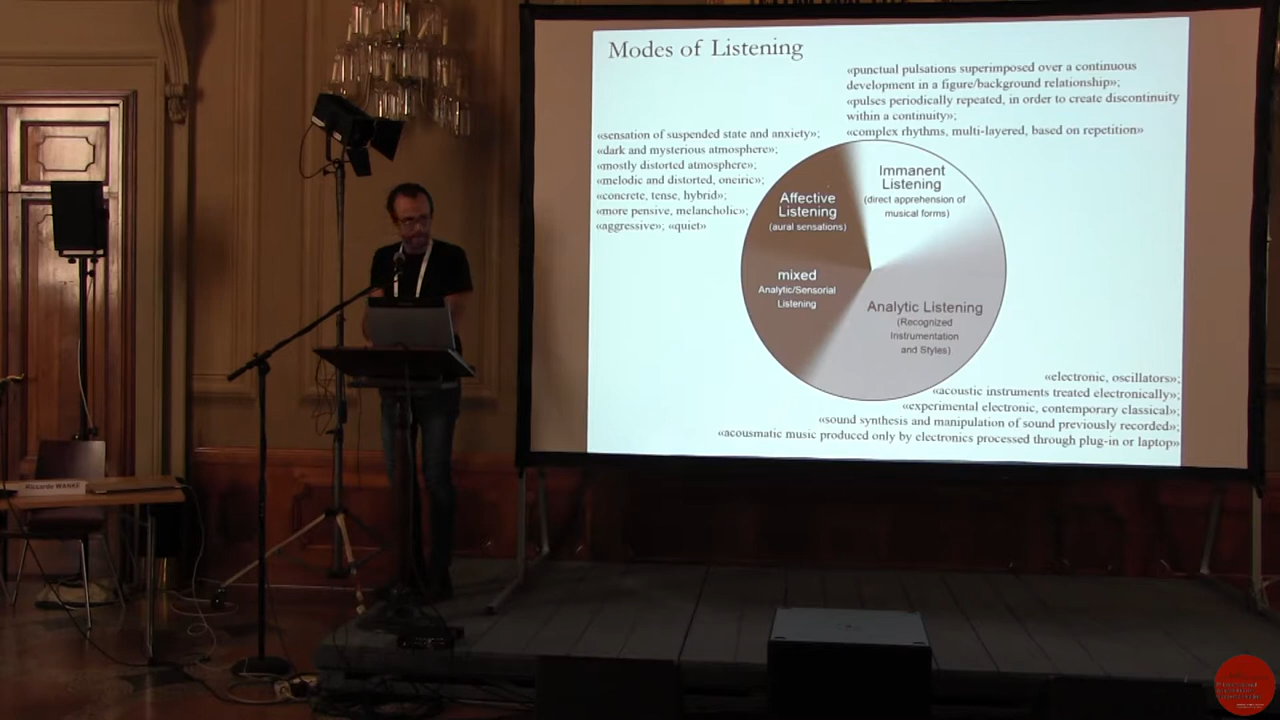 Modes of Listening
«punctual pulsations superimposed over a continuous
development in a figure/background relationship»;
«pulses periodically repeated, in order to create discontinuity
within a continuity»;
«complex rhythms, multi-layered, based on repetition»
«sensation of suspended state and anxiety»;
«dark and mysterious atmosphere»;
«mostly distorted atmosphere»;
«melodic and distorted, oneiric»;
«concrete, tense, hybrid»;
«more pensive, melancholic»;
«aggressive»; «quiet»
Immanent
Listening
(direct apprehension of
musical forms)
Affective
Listening
(aural sensations)
mixed
Analytic/Sensorial
Listening
Analytic Listening
(Recognized
Instrumentation
and Styles)
«electronic, oscillators»;
«acoustic instruments treated electronically»;
«experimental electronic, contemporary classical»;
«sound synthesis and manipulation of sound previously recorded»;
«acousmatic music produced only by electronics processed through plug-in or laptop»
Riccardo WANKE